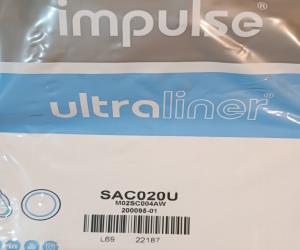 impulse®
ultraliner®
SAC020U
M02SC004AW
200095-01
L69 22187